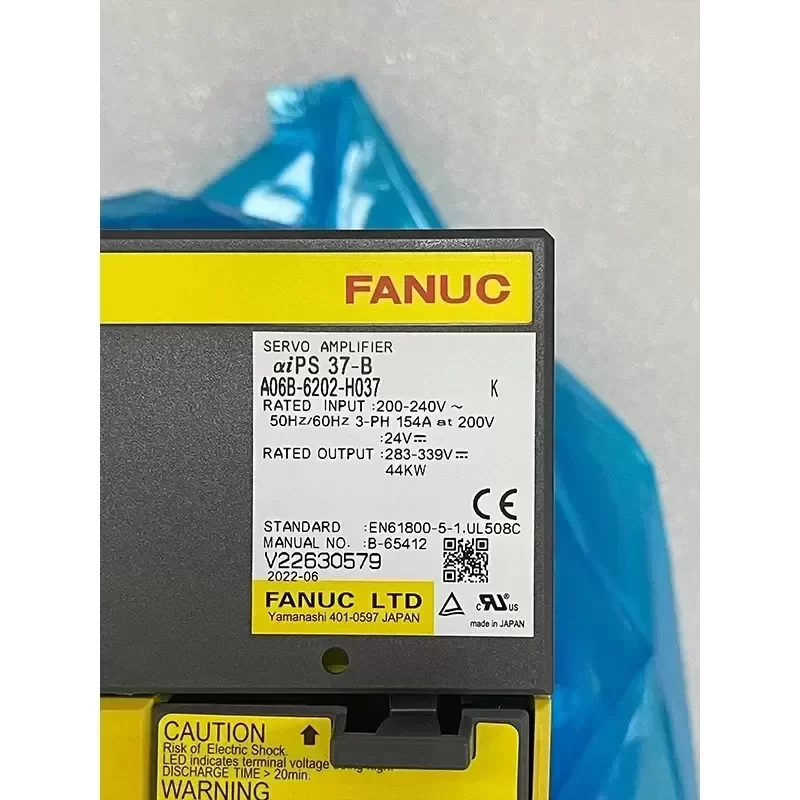 FANUC
SERVO AMPLIFIER
αiPS 37-B
A06B-6202-H037 K
RATED INPUT :200-240V～
50Hz/60Hz 3-PH 154A at 200V
:24V⎓
RATED OUTPUT :283-339V⎓
44KW
CE
STANDARD :EN61800-5-1.UL508C
MANUAL NO. :B-65412
V22630579
2022-06
FANUC LTD
Yamanashi 401-0597 JAPAN
c RU US
made in JAPAN
CAUTION
Risk of Electric Shock.
LED indicates terminal voltage
DISCHARGE TIME > 20min.
WARNING